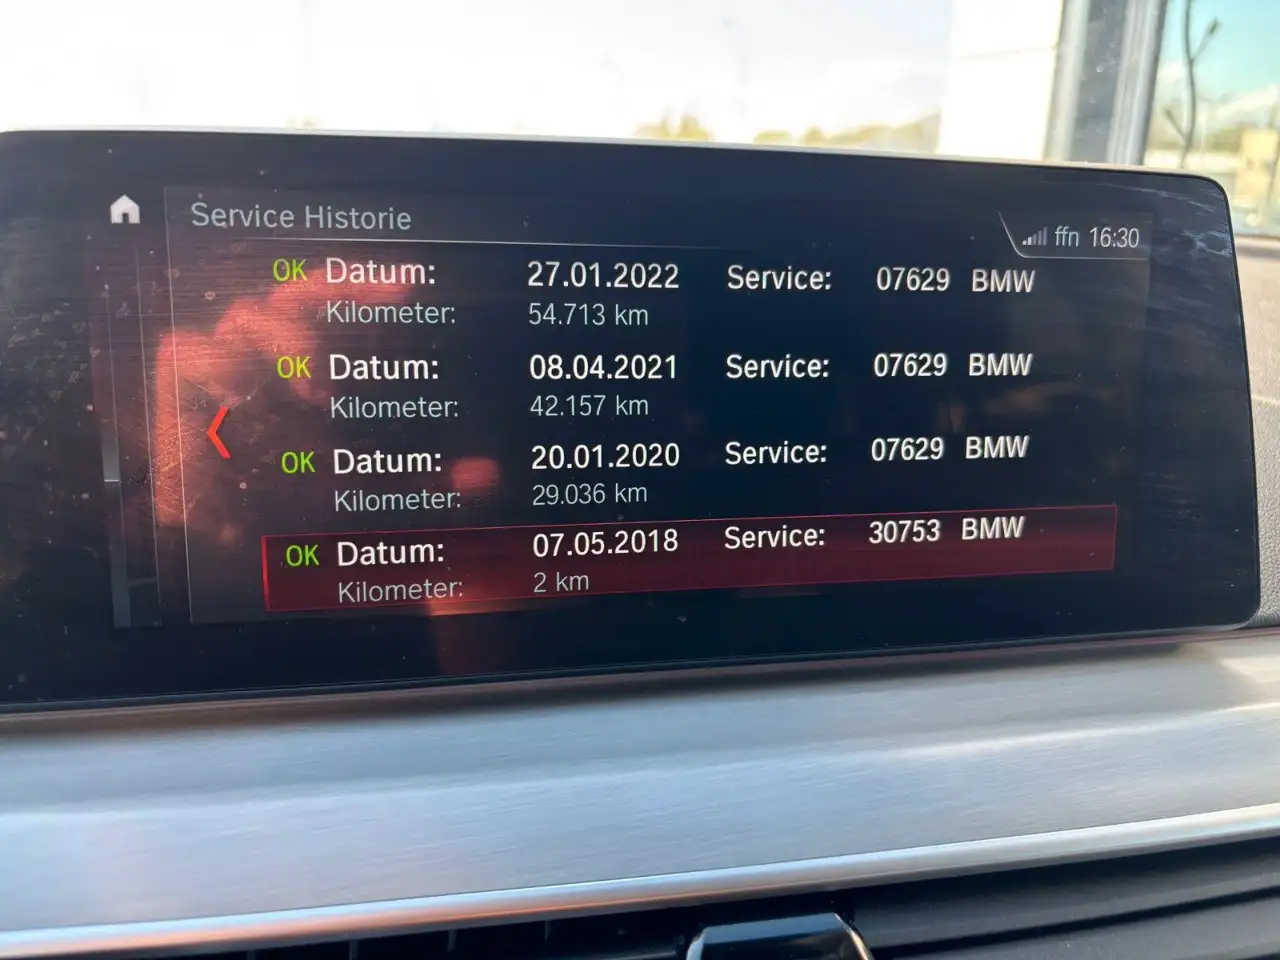 Service Historie
ffn 16:30
OK Datum: 27.01.2022 Service: 07629 BMW
Kilometer: 54.713 km
OK Datum: 08.04.2021 Service: 07629 BMW
Kilometer: 42.157 km
OK Datum: 20.01.2020 Service: 07629 BMW
Kilometer: 29.036 km
OK Datum: 07.05.2018 Service: 30753 BMW
Kilometer: 2 km